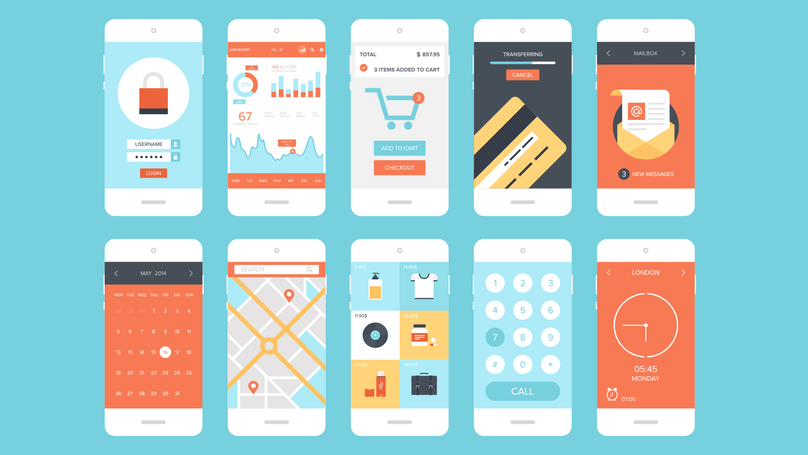 USERNAME
LOGIN
DASHBOARD
67
MON TUE WED THU FRI SAT SUN
TOTAL $ 857.95
3 ITEMS ADDED TO CART
3
ADD TO CART
CHECKOUT
TRANSFERRING
CANCEL
MAILBOX
@
3 NEW MESSAGES
MAY 2014
MON TUE WED THU FRI SAT SUN
1 2 3 4
5 6 7 8 9 10 11
12 13 14 15 16 17 18
19 20 21 22 23 24 25
26 27 28 29 30 31
SEARCH
11.90$
1 2 3
4 5 6
7 8 9
# 0 *
CALL
LONDON
05:45
MONDAY
07:00